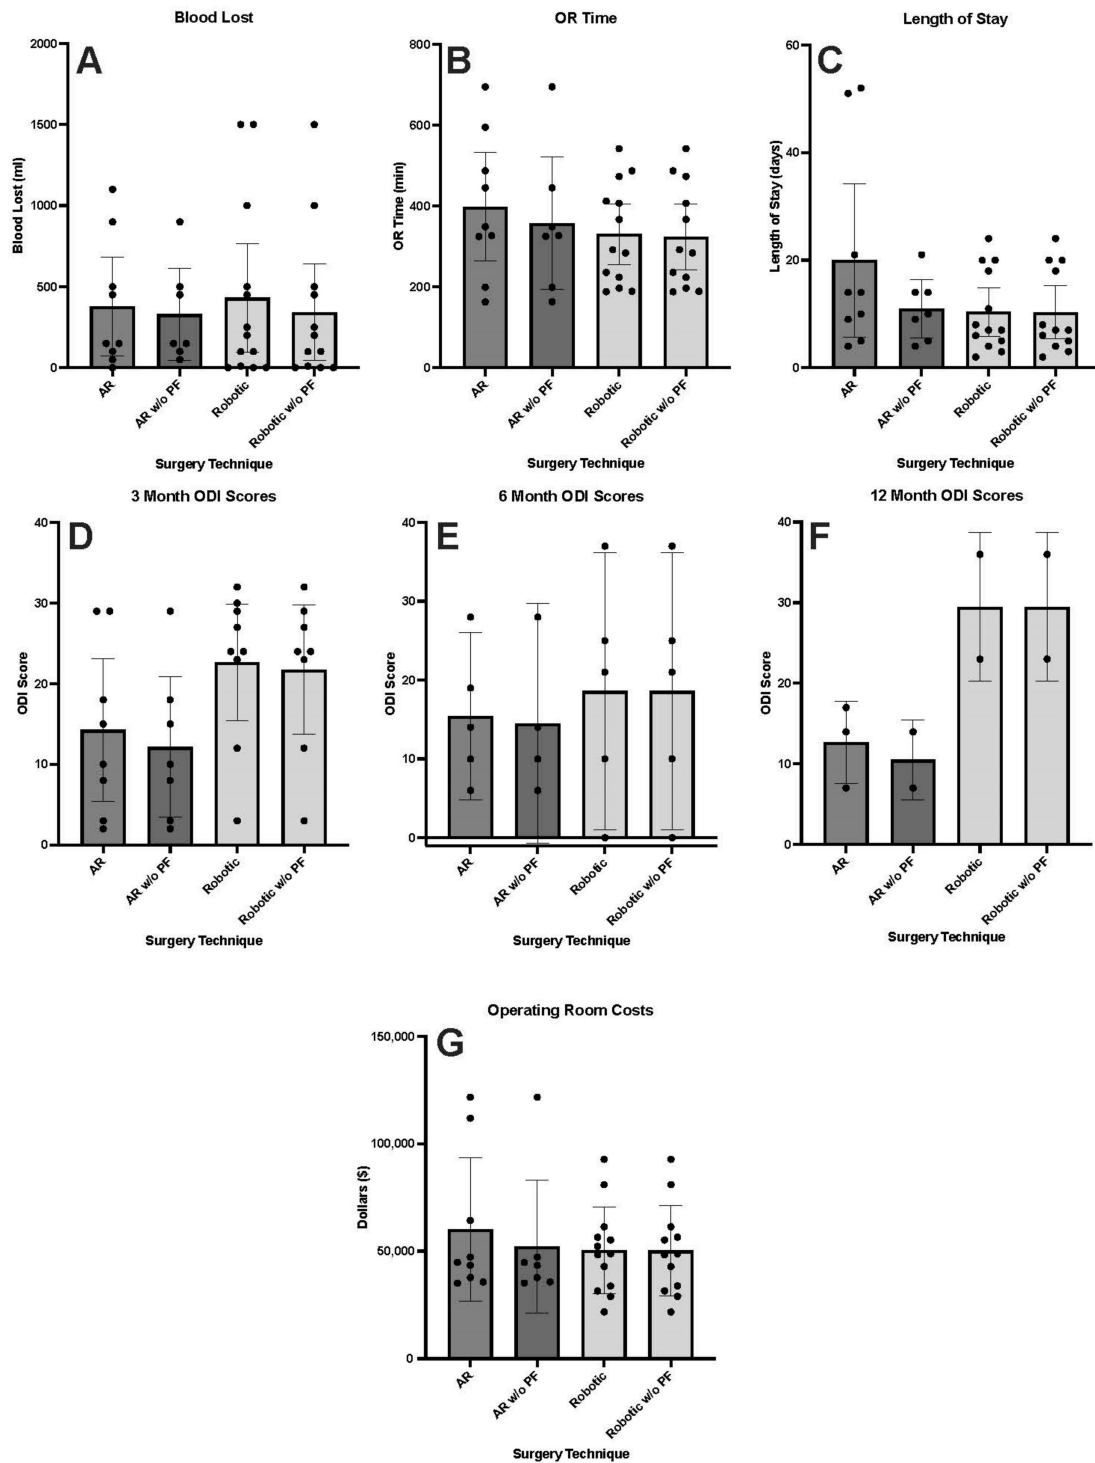 Blood Lost
A
2000
1500
1000
500
0
Blood Lost (ml)
AR
AR w/o PF
Robotic
Robotic w/o PF
Surgery Technique
OR Time
B
800
600
400
200
0
OR Time (min)
AR
AR w/o PF
Robotic
Robotic w/o PF
Surgery Technique
Length of Stay
C
60
40
20
0
Length of Stay (days)
AR
AR w/o PF
Robotic
Robotic w/o PF
Surgery Technique
3 Month ODI Scores
D
40
30
20
10
0
ODI Score
AR
AR w/o PF
Robotic
Robotic w/o PF
Surgery Technique
6 Month ODI Scores
E
40
30
20
10
0
ODI Score
AR
AR w/o PF
Robotic
Robotic w/o PF
Surgery Technique
12 Month ODI Scores
F
40
30
20
10
0
ODI Score
AR
AR w/o PF
Robotic
Robotic w/o PF
Surgery Technique
Operating Room Costs
G
150,000
100,000
50,000
0
Dollars ($)
AR
AR w/o PF
Robotic
Robotic w/o PF
Surgery Technique